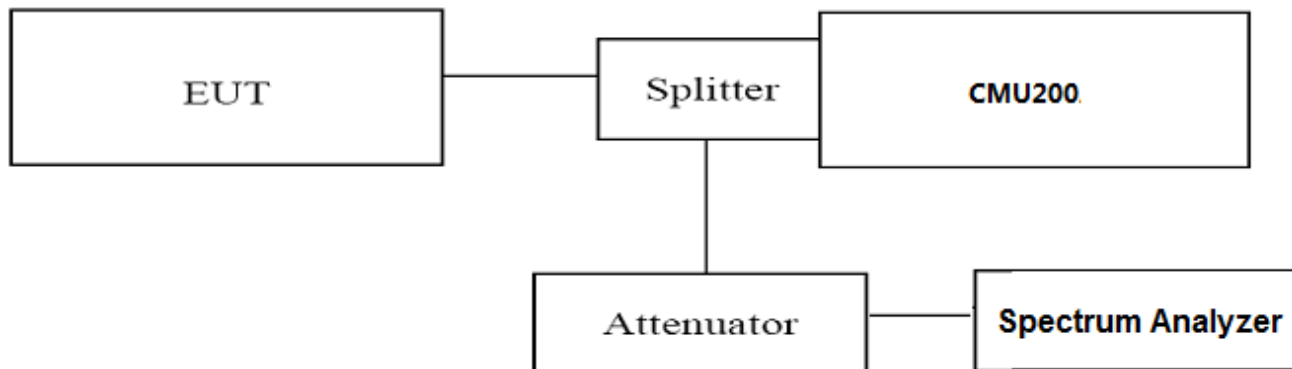 EUT
Splitter
CMU200
Attenuator
Spectrum Analyzer